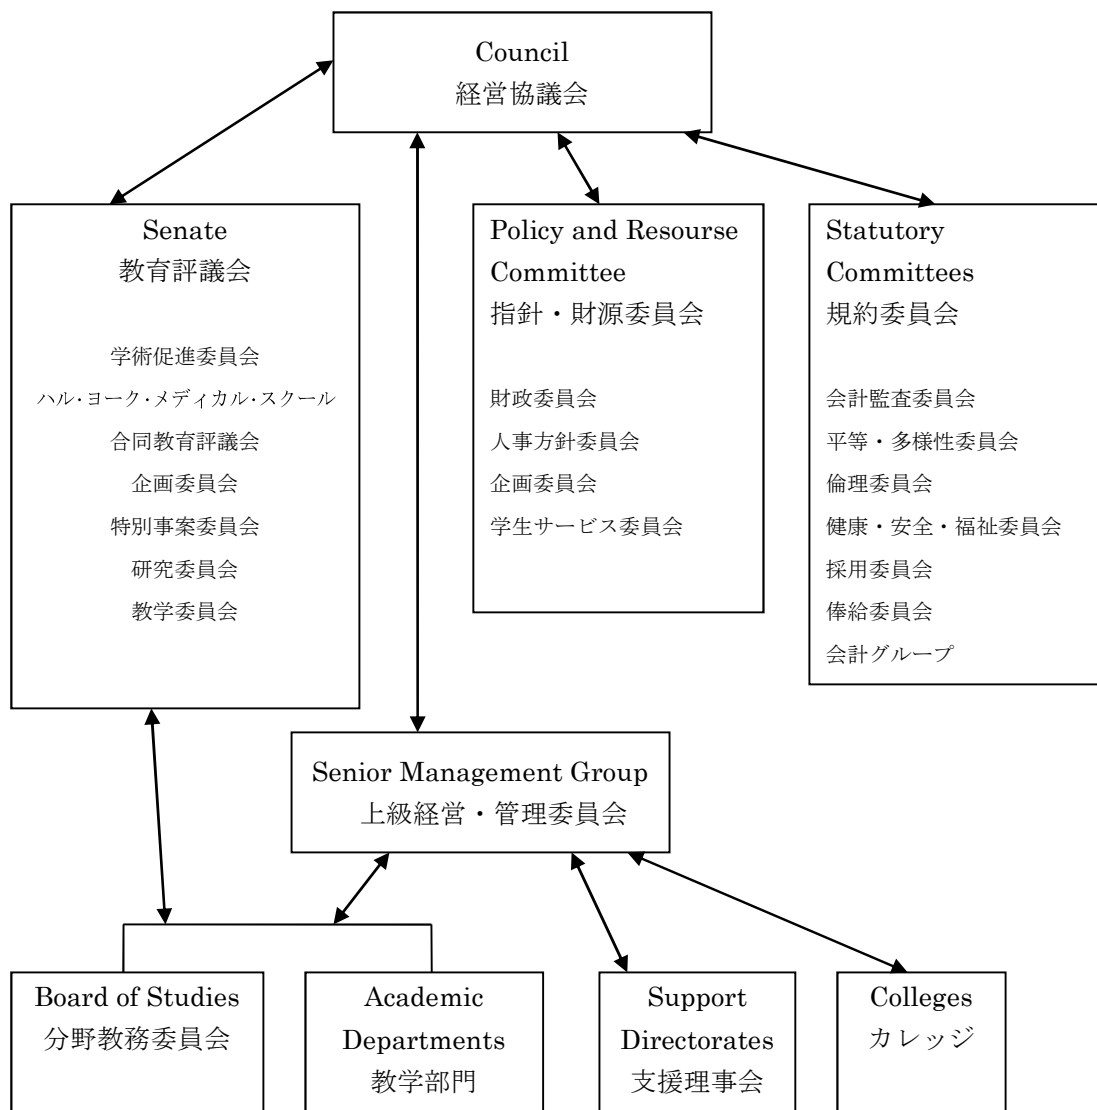 Council
経営協議会
Senate
教育評議会
学術促進委員会
ハル・ヨーク・メディカル・スクール
合同教育評議会
企画委員会
特別事案委員会
研究委員会
教学委員会
Policy and Resourse
Committee
指針・財源委員会
財政委員会
人事方針委員会
企画委員会
学生サービス委員会
Statutory
Committees
規約委員会
会計監査委員会
平等・多様性委員会
倫理委員会
健康・安全・福祉委員会
採用委員会
俸給委員会
会計グループ
Senior Management Group
上級経営・管理委員会
Board of Studies
分野教務委員会
Academic
Departments
教学部門
Support
Directorates
支援理事会
Colleges
カレッジ